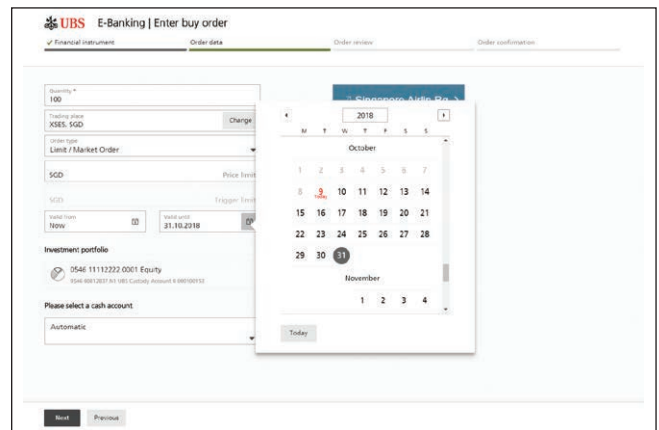 UBS E-Banking | Enter buy order
Financial instrument Order data Order review Order confirmation
Quantity *
100
Singapore Airlin Rg
Trading place
XSES, SGD
Change
Order type
Limit / Market Order
SGD Price limit
SGD Trigger limit
Valid from
Now
Valid until
31.10.2018
Investment portfolio
0546 11112222.0001 Equity
Please select a cash account
Automatic
2018
M T W T F S S
October
1 2 3 4 5 6 7
8 9 10 11 12 13 14
Today
15 16 17 18 19 20 21
22 23 24 25 26 27 28
29 30 31
November
1 2 3 4
Today
Next Previous